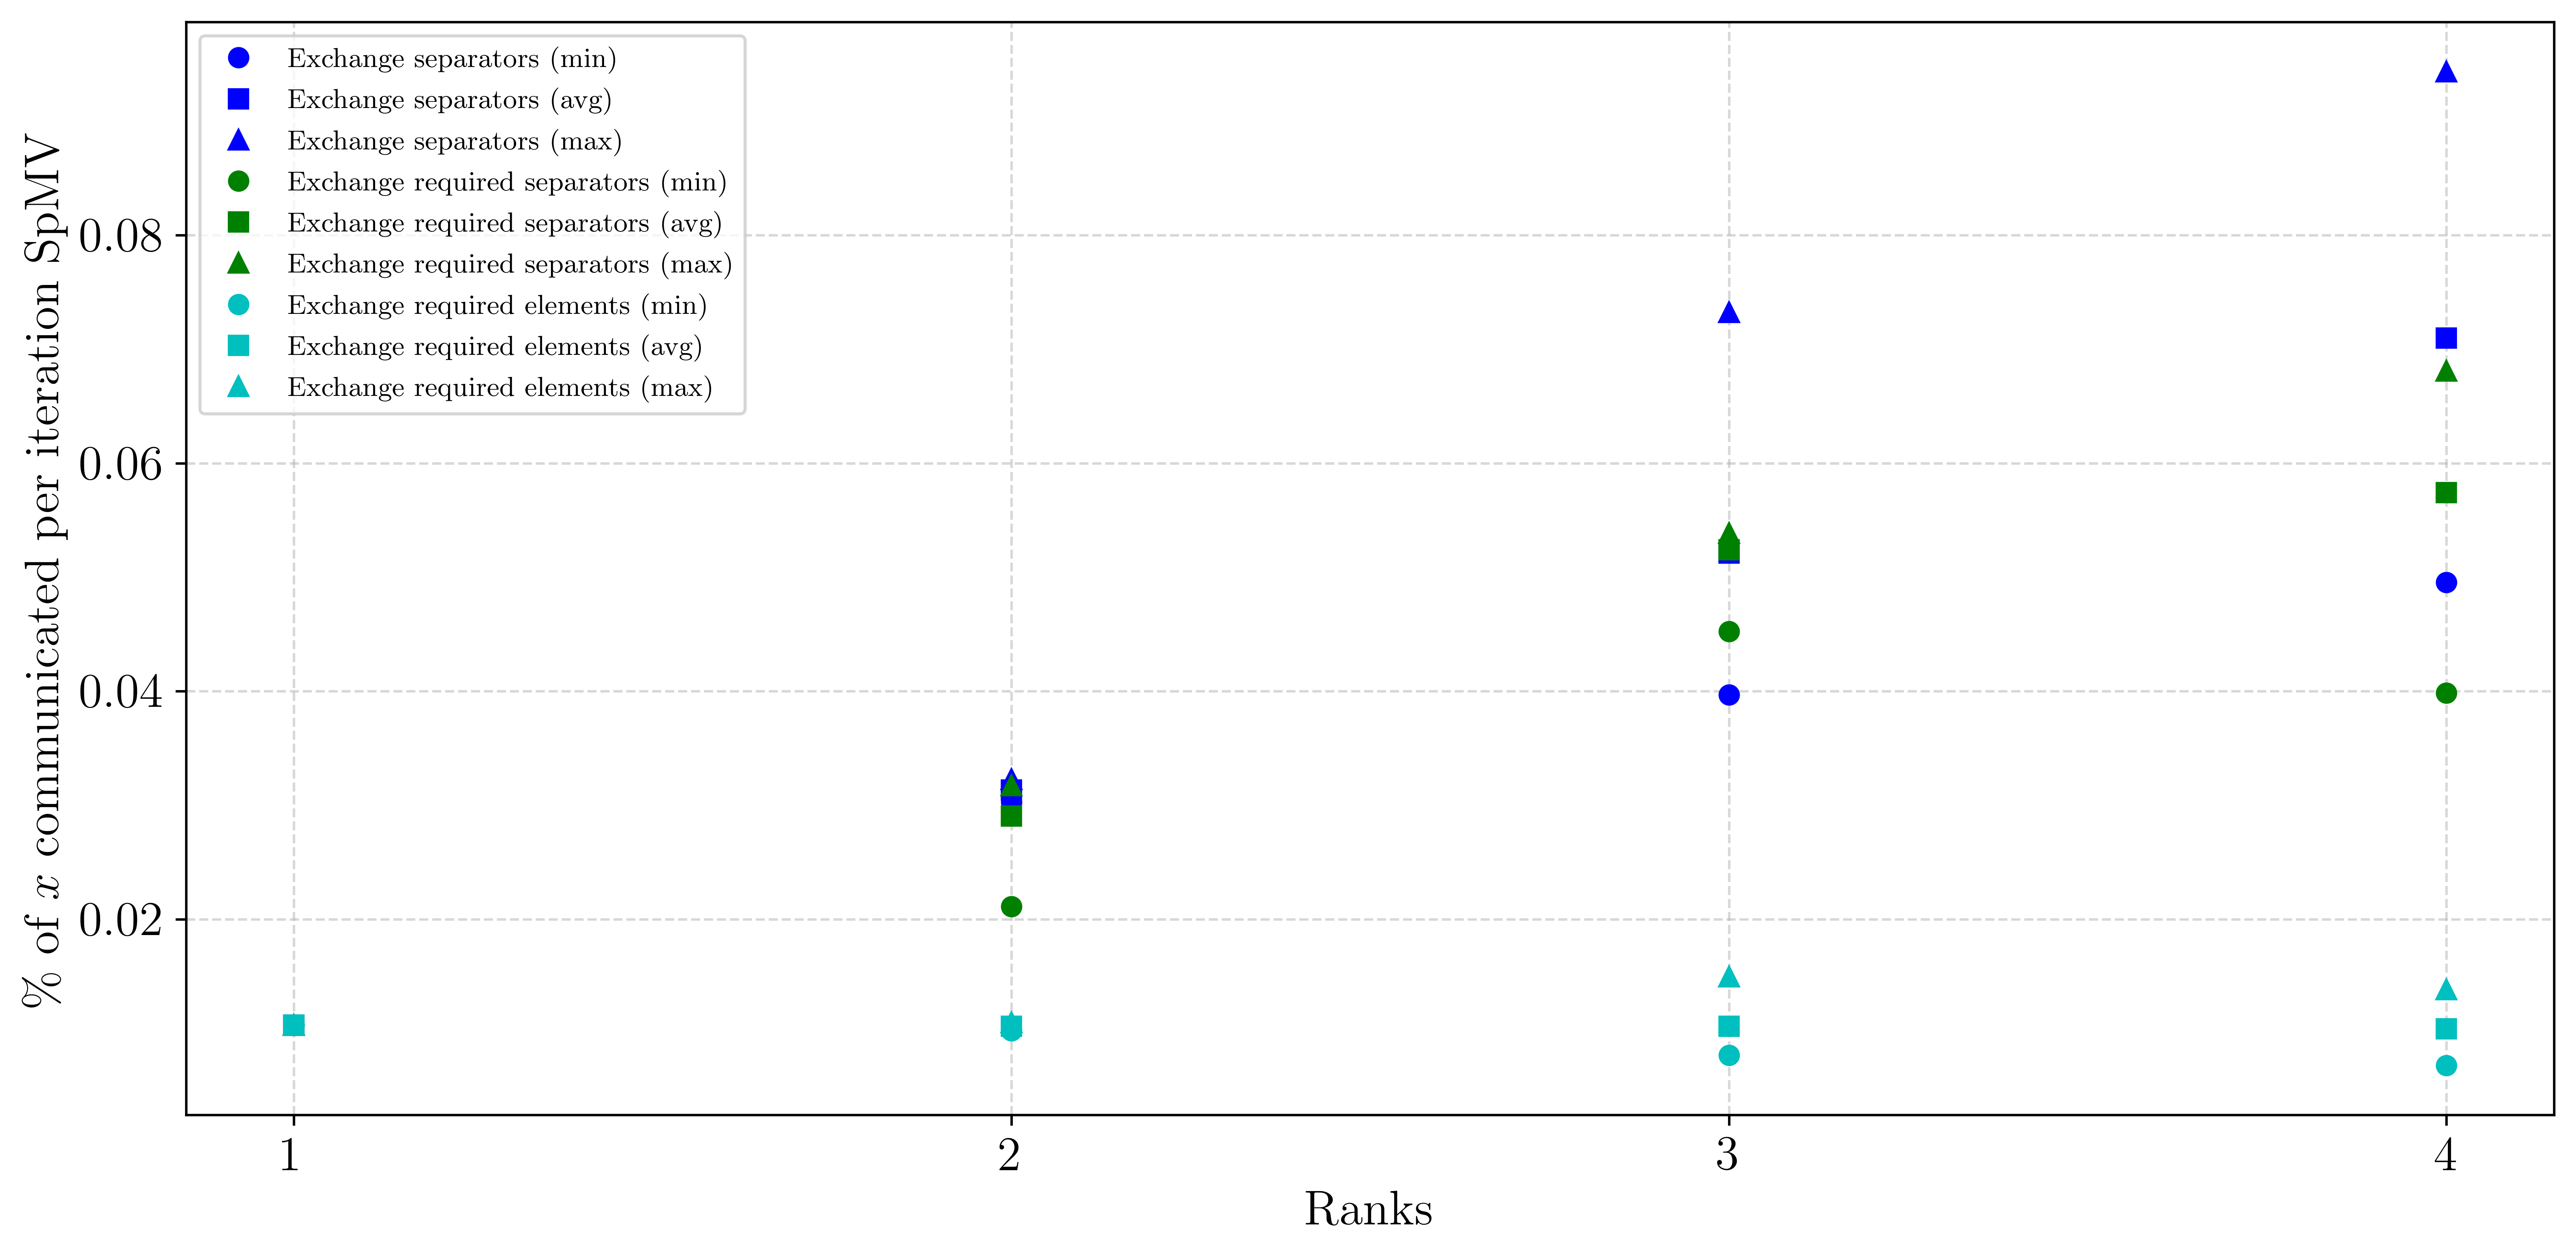 Exchange separators (min)
Exchange separators (avg)
Exchange separators (max)
Exchange required separators (min)
Exchange required separators (avg)
Exchange required separators (max)
Exchange required elements (min)
Exchange required elements (avg)
Exchange required elements (max)
% of x communicated per iteration SpMV
0.08
0.06
0.04
0.02
1
2
3
4
Ranks